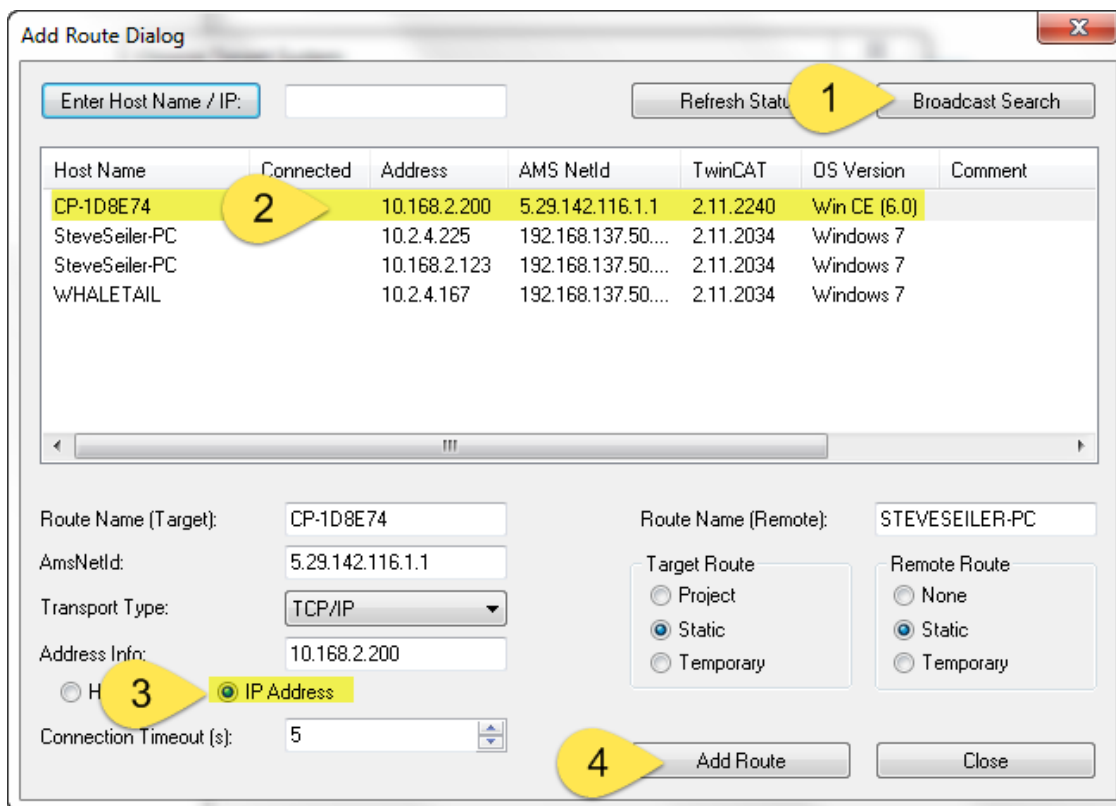 Add Route Dialog
Enter Host Name / IP:
1
Broadcast Search
Refresh Statu
Host Name Connected Address AMS NetId TwinCAT OS Version Comment
CP-1D8E74 2 10.168.2.200 5.29.142.116.1.1 2.11.2240 Win CE (6.0)
SteveSeiler-PC 10.2.4.225 192.168.137.50.... 2.11.2034 Windows 7
SteveSeiler-PC 10.168.2.123 192.168.137.50.... 2.11.2034 Windows 7
WHALETAIL 10.2.4.167 192.168.137.50.... 2.11.2034 Windows 7
Route Name (Target): CP-1D8E74
AmsNetId: 5.29.142.116.1.1
Transport Type: TCP/IP
Address Info: 10.168.2.200
H 3 IP Address
Connection Timeout (s): 5
Route Name (Remote): STEVESEILER-PC
Target Route
Project
Static
Temporary
Remote Route
None
Static
Temporary
4 Add Route
Close